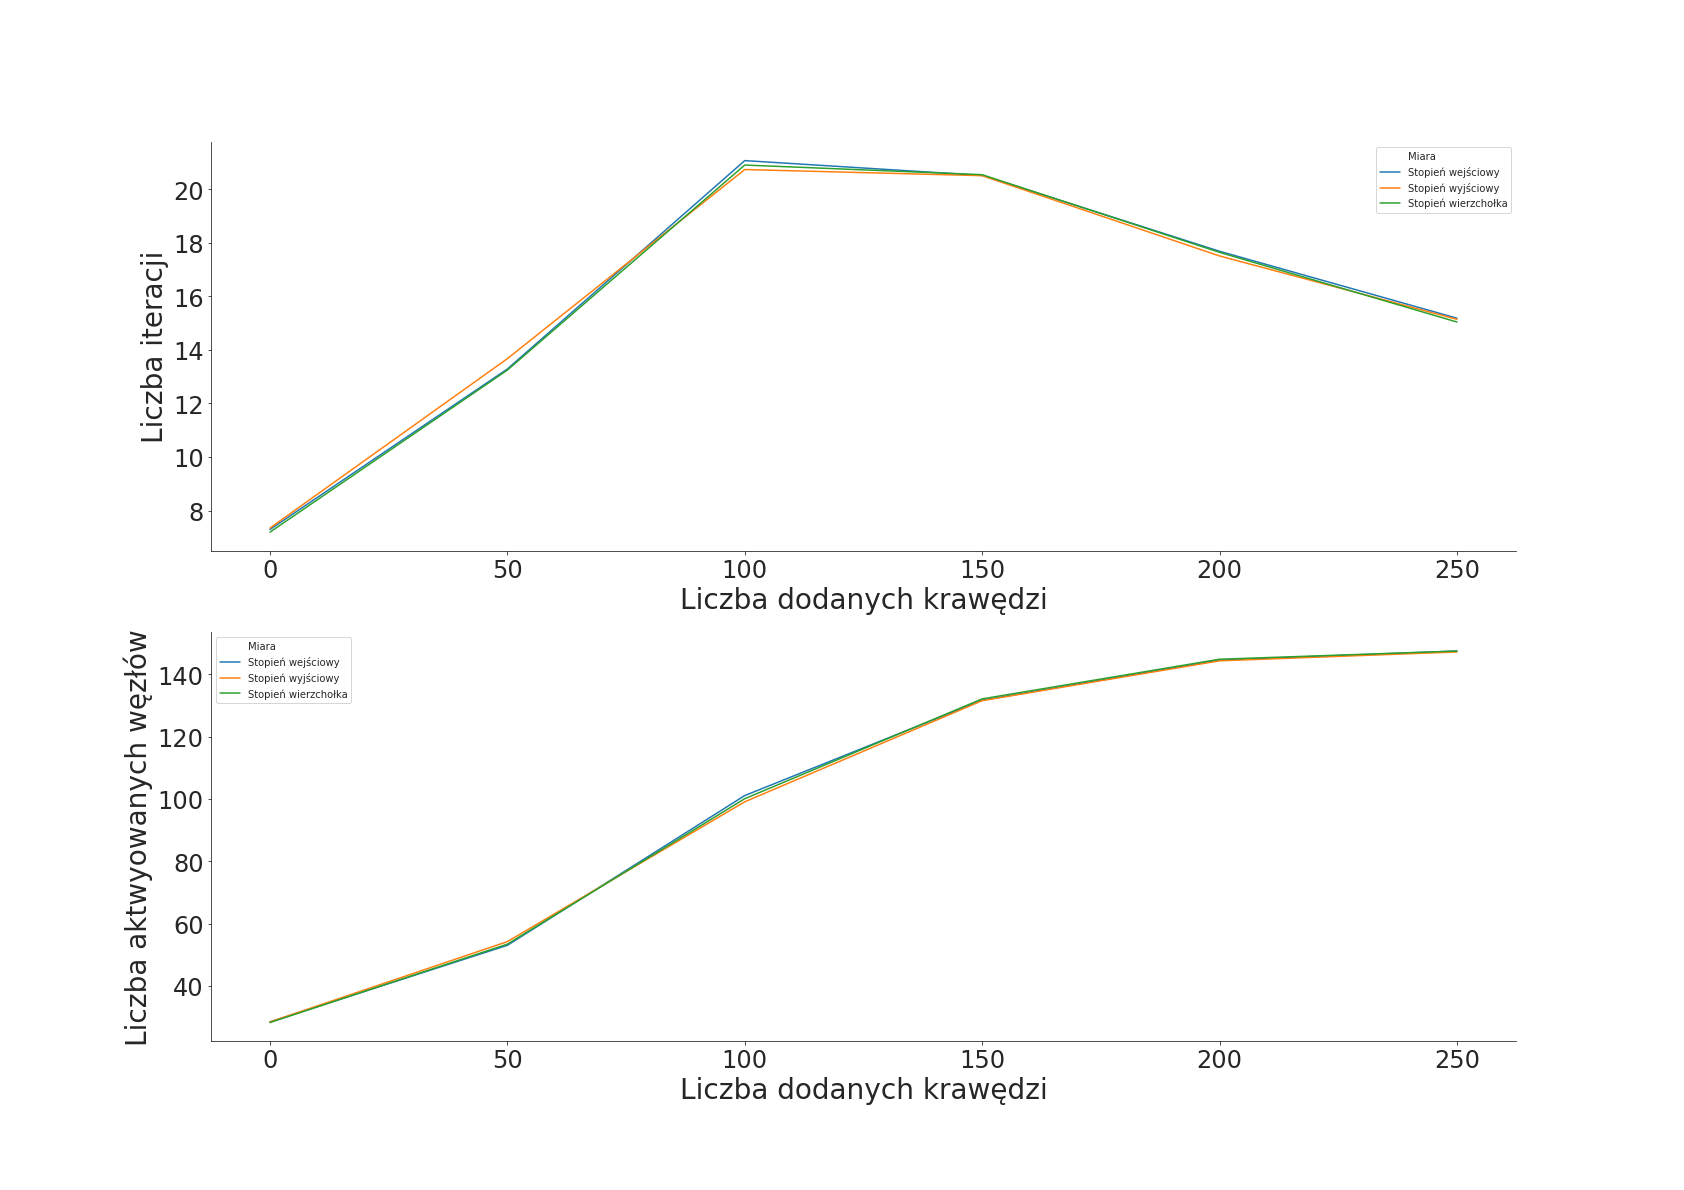 Liczba iteracji
20
18
16
14
12
10
8
Miara
Stopień wejściowy
Stopień wyjściowy
Stopień wierzchołka
0 50 100 150 200 250
Liczba dodanych krawędzi
Liczba aktwyowanych węzłów
140
120
100
80
60
40
Miara
Stopień wejściowy
Stopień wyjściowy
Stopień wierzchołka
0 50 100 150 200 250
Liczba dodanych krawędzi